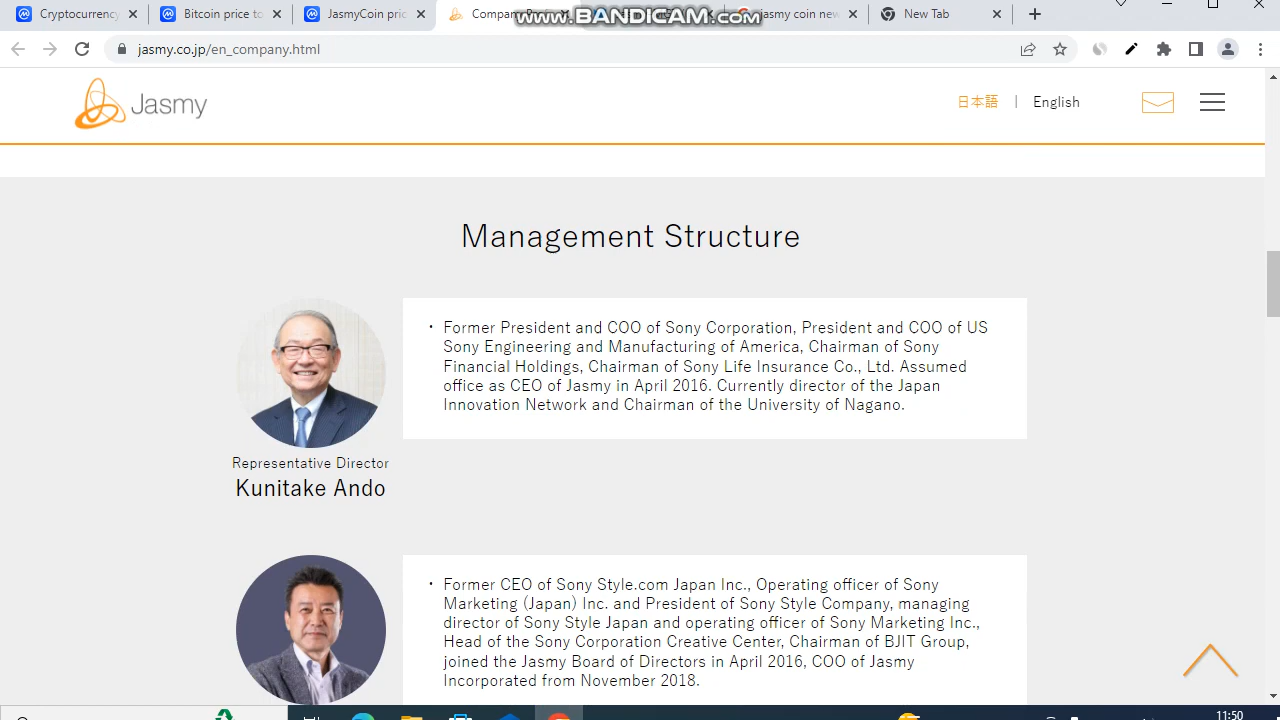 Cryptocurrency
Bitcoin price to
JasmyCoin pric
www.BANDICAM.com
jasmy coin new
New Tab
jasmy.co.jp/en_company.html
Jasmy
日本語 | English
Management Structure
・ Former President and COO of Sony Corporation, President and COO of US
Sony Engineering and Manufacturing of America, Chairman of Sony
Financial Holdings, Chairman of Sony Life Insurance Co., Ltd. Assumed
office as CEO of Jasmy in April 2016. Currently director of the Japan
Innovation Network and Chairman of the University of Nagano.
Representative Director
Kunitake Ando
・ Former CEO of Sony Style.com Japan Inc., Operating officer of Sony
Marketing (Japan) Inc. and President of Sony Style Company, managing
director of Sony Style Japan and operating officer of Sony Marketing Inc.,
Head of the Sony Corporation Creative Center, Chairman of BJIT Group,
joined the Jasmy Board of Directors in April 2016, COO of Jasmy
Incorporated from November 2018.
11:50